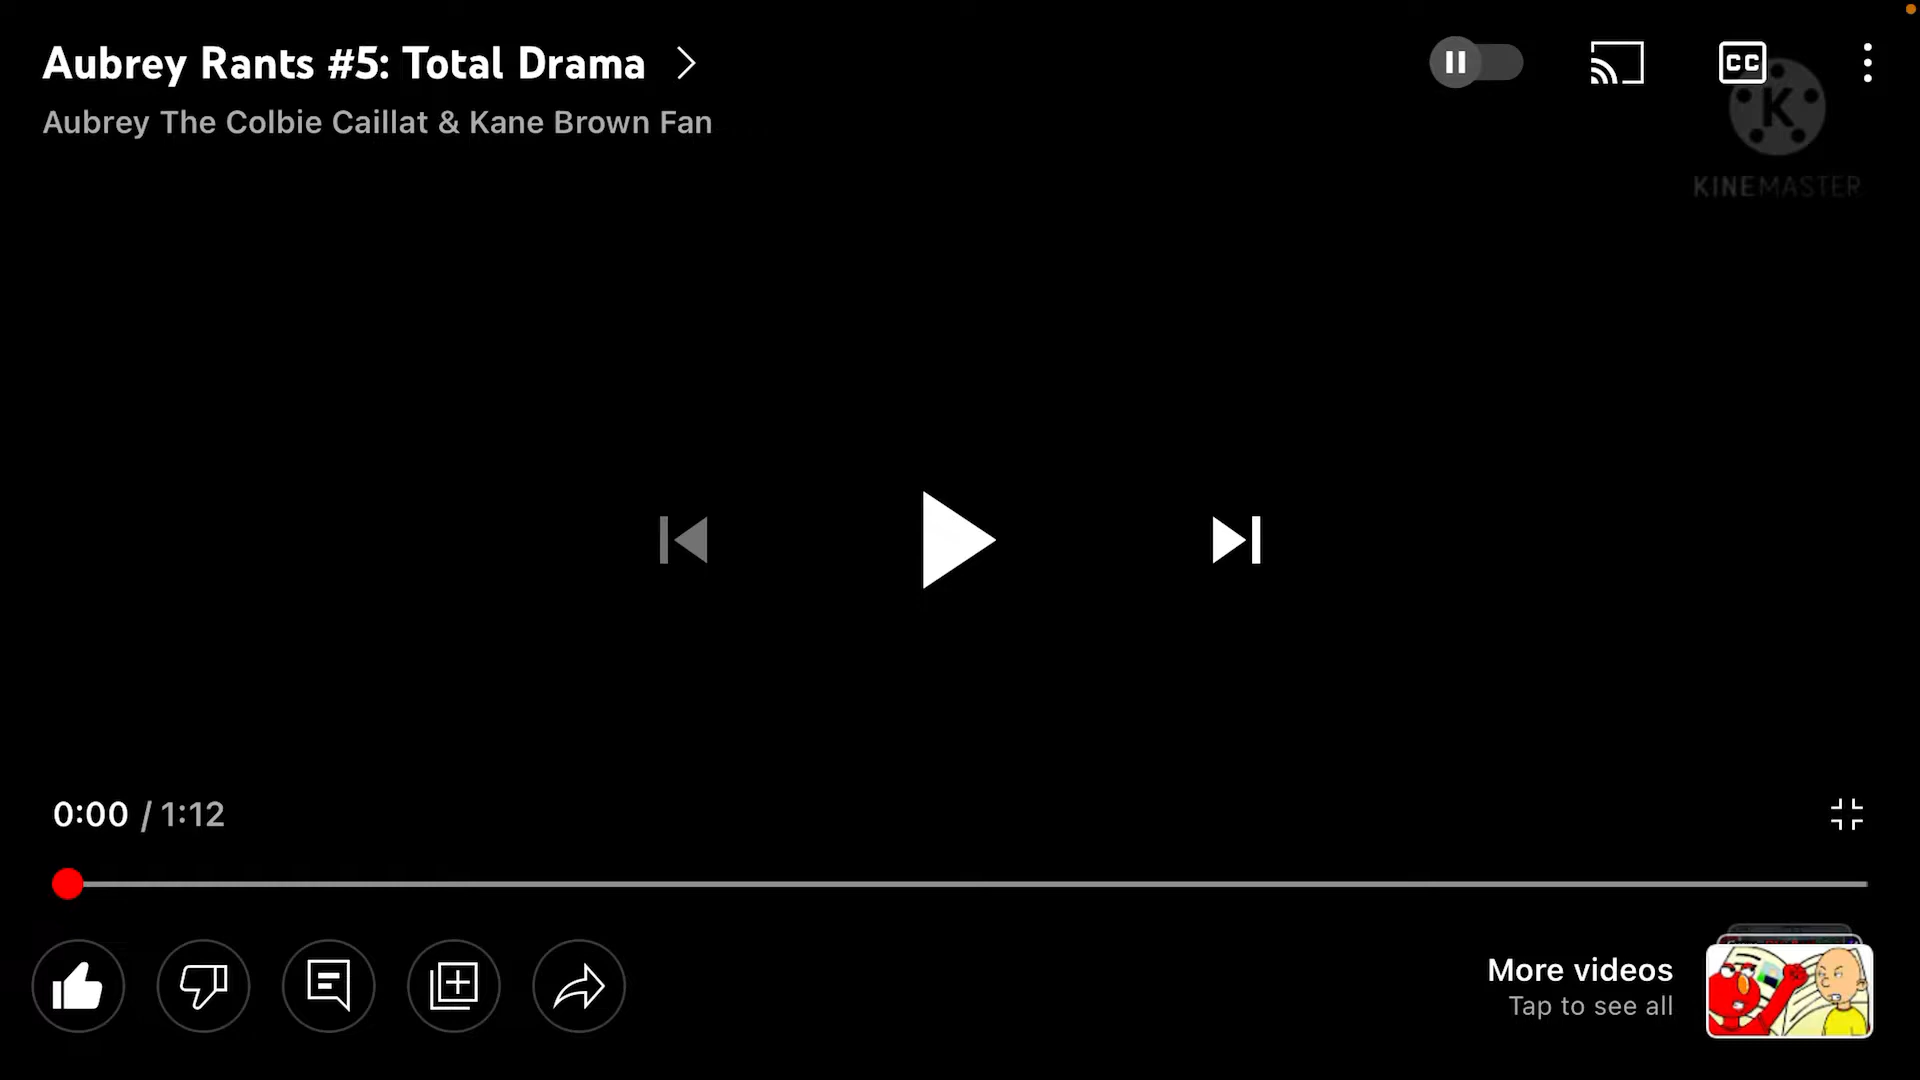 Aubrey Rants #5: Total Drama
Aubrey The Colbie Caillat & Kane Brown Fan
CC
K
KINEMASTER
0:00 / 1:12
More videos
Tap to see all